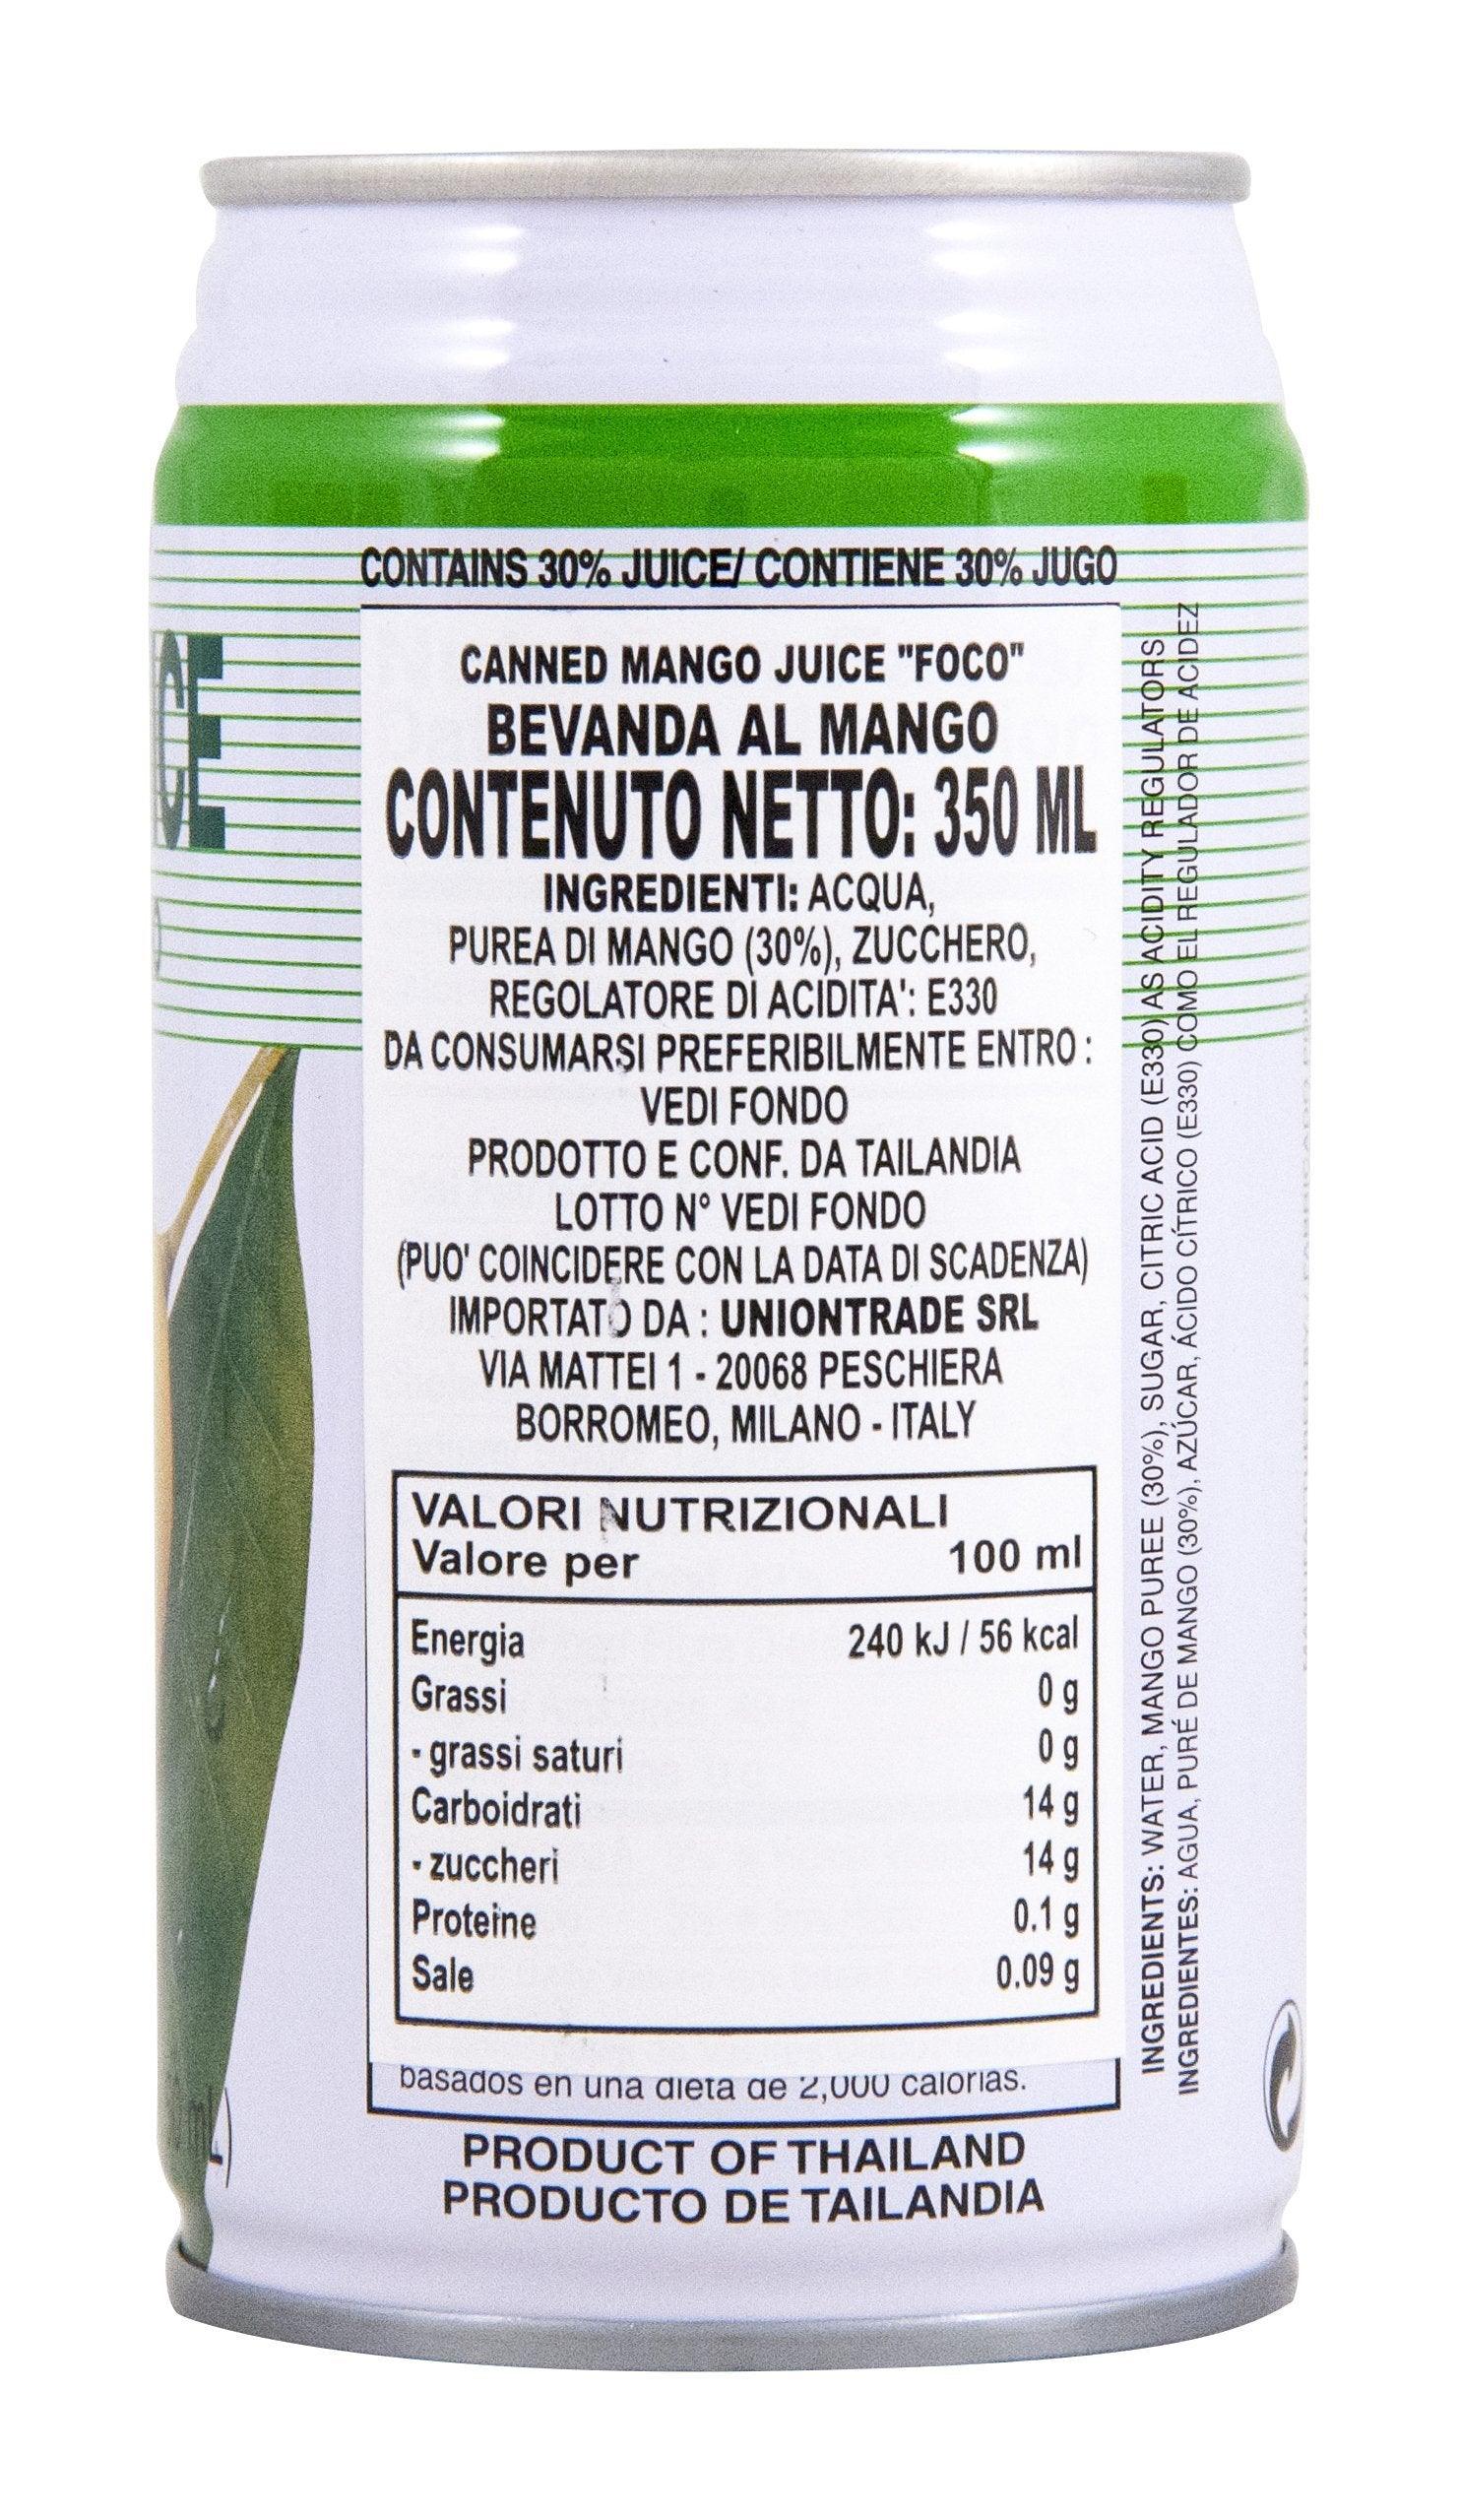 CONTAINS 30% JUICE/ CONTIENE 30% JUGO
CE
CANNED MANGO JUICE "FOCO"
BEVANDA AL MANGO
CONTENUTO NETTO: 350 ML
INGREDIENTI: ACQUA,
PUREA DI MANGO (30%), ZUCCHERO,
REGOLATORE DI ACIDITA': E330
DA CONSUMARSI PREFERIBILMENTE ENTRO :
VEDI FONDO
PRODOTTO E CONF. DA TAILANDIA
LOTTO N° VEDI FONDO
(PUO' COINCIDERE CON LA DATA DI SCADENZA)
IMPORTATO DA : UNIONTRADE SRL
VIA MATTEI 1 - 20068 PESCHIERA
BORROMEO, MILANO - ITALY
VALORI NUTRIZIONALI
Valore per 100 ml
Energia 240 kJ / 56 kcal
Grassi 0 g
- grassi saturi 0 g
Carboidrati 14 g
- zuccheri 14 g
Proteine 0.1 g
Sale 0.09 g
basados en una dieta de 2,000 calorías.
PRODUCT OF THAILAND
PRODUCTO DE TAILANDIA
INGREDIENTS: WATER, MANGO PUREE (30%), SUGAR, CITRIC ACID (E330) AS ACIDITY REGULATORS
INGREDIENTES: AGUA, PURÉ DE MANGO (30%), AZÚCAR, ÁCIDO CÍTRICO (E330) COMO EL REGULADOR DE ACIDEZ